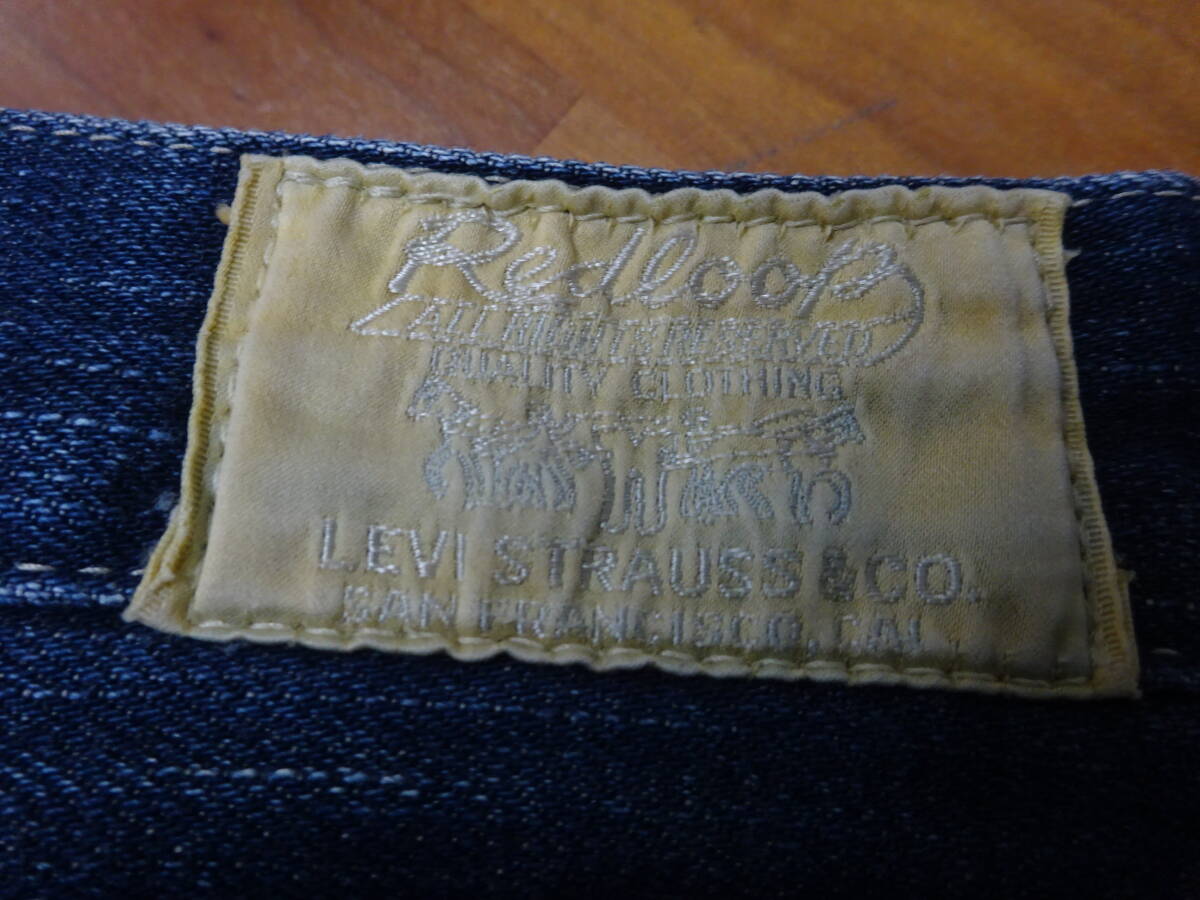 Redloop
ALL RIGHTS RESERVED
QUALITY CLOTHING
LEVI STRAUSS & CO.
SAN FRANCISCO, CAL.